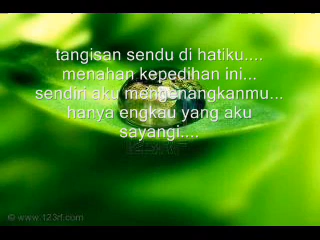 tangisan sendu di hatiku....
menahan kepedihan ini...
sendiri aku mengenangkanmu...
hanya engkau yang aku
sayangi....
© www.123rf.com